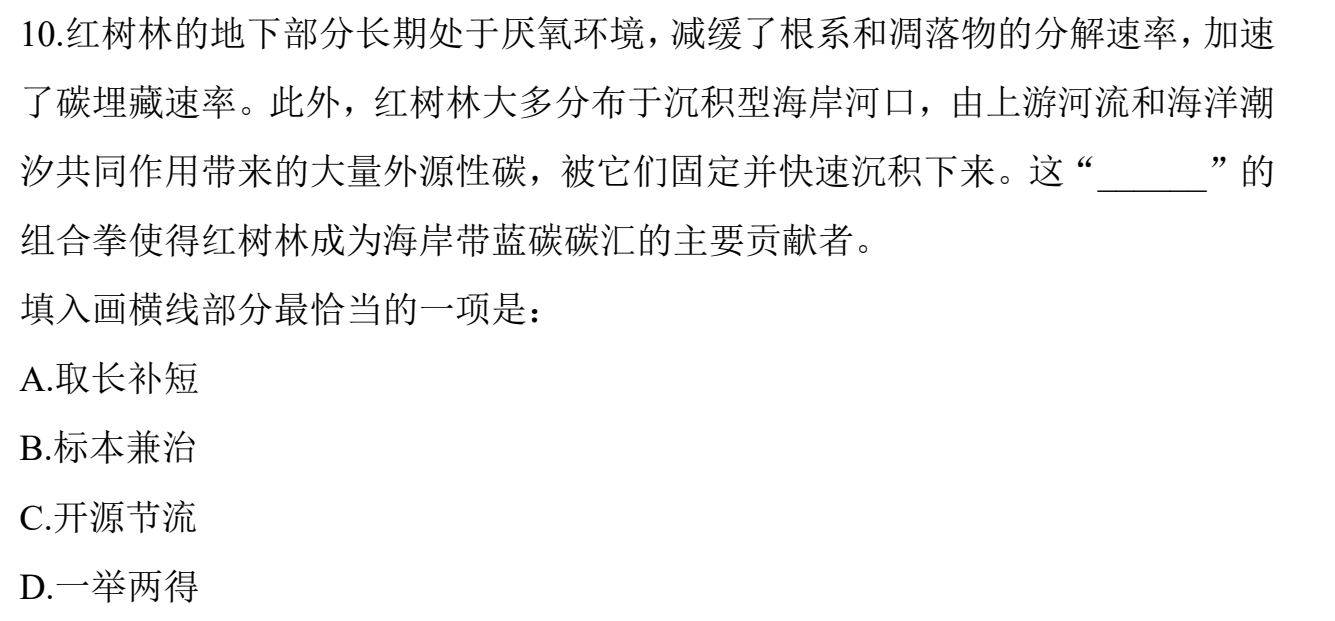 10.红树林的地下部分长期处于厌氧环境，减缓了根系和凋落物的分解速率，加速
了碳埋藏速率。此外，红树林大多分布于沉积型海岸河口，由上游河流和海洋潮
汐共同作用带来的大量外源性碳，被它们固定并快速沉积下来。这“______”的
组合拳使得红树林成为海岸带蓝碳碳汇的主要贡献者。
填入画横线部分最恰当的一项是：
A.取长补短
B.标本兼治
C.开源节流
D.一举两得